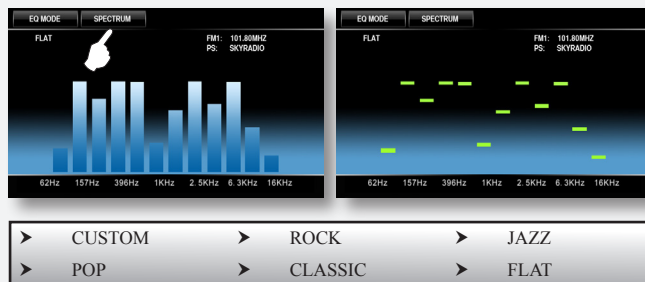 EQ MODE SPECTRUM
FLAT FM1: 101.80MHZ
PS: SKYRADIO
62Hz 157Hz 396Hz 1KHz 2.5KHz 6.3KHz 16KHz
EQ MODE SPECTRUM
FLAT FM1: 101.80MHZ
PS: SKYRADIO
62Hz 157Hz 396Hz 1KHz 2.5KHz 6.3KHz 16KHz
➤ CUSTOM ➤ ROCK ➤ JAZZ
➤ POP ➤ CLASSIC ➤ FLAT